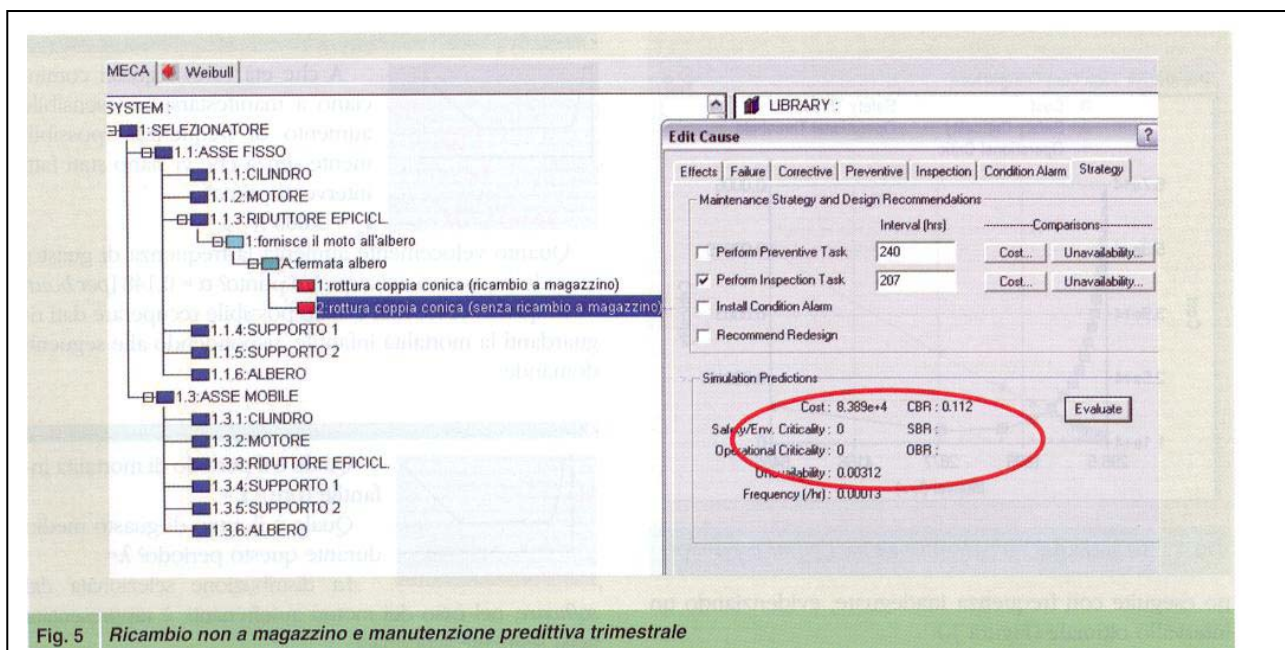 MECA Weibull
SYSTEM :
1:SELEZIONATORE
1.1:ASSE FISSO
1.1.1:CILINDRO
1.1.2:MOTORE
1.1.3:RIDUTTORE EPICICL.
1:fornisce il moto all'albero
A:fermata albero
1:rottura coppia conica (ricambio a magazzino)
2:rottura coppia conica (senza ricambio a magazzino)
1.1.4:SUPPORTO 1
1.1.5:SUPPORTO 2
1.1.6:ALBERO
1.3:ASSE MOBILE
1.3.1:CILINDRO
1.3.2:MOTORE
1.3.3:RIDUTTORE EPICICL.
1.3.4:SUPPORTO 1
1.3.5:SUPPORTO 2
1.3.6:ALBERO
LIBRARY :
Edit Cause ?
Effects Failure Corrective Preventive Inspection Condition Alarm Strategy
Maintenance Strategy and Design Recommendations
Interval (hrs) Comparisons
Perform Preventive Task 240 Cost... Unavailability...
Perform Inspection Task 207 Cost... Unavailability...
Install Condition Alarm
Recommend Redesign
Simulation Predictions
Cost : 8.389e+4 CBR : 0.112 Evaluate
Safety/Env. Criticality : 0 SBR :
Operational Criticality : 0 OBR :
Unavailability : 0.00312
Frequency (/hr) : 0.00013
Fig. 5 Ricambio non a magazzino e manutenzione predittiva trimestrale